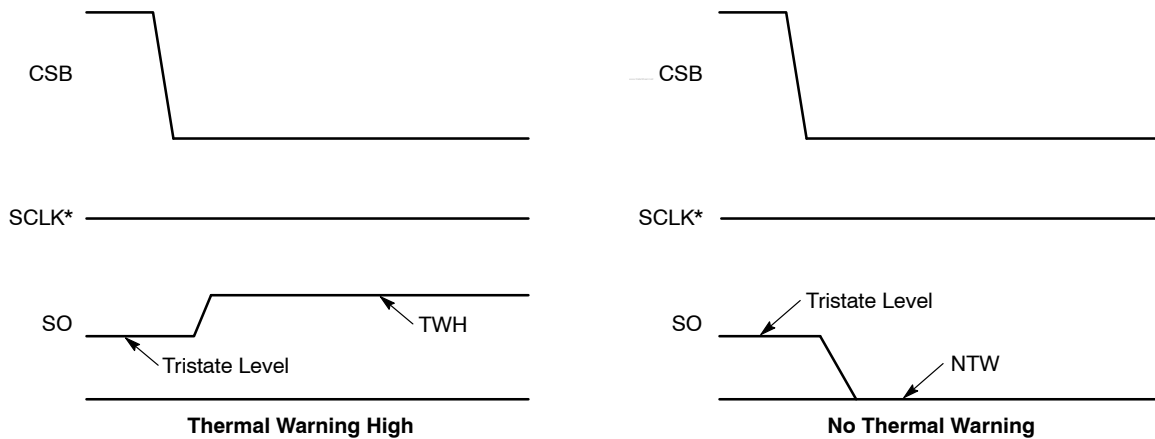 CSB
SCLK*
SO
TWH
Tristate Level
Thermal Warning High
CSB
SCLK*
SO
Tristate Level
NTW
No Thermal Warning